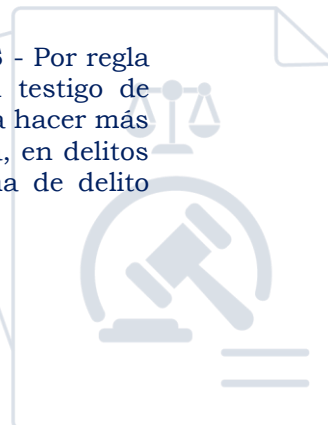 - Por regla
testigo de
a hacer más
, en delitos
de delito